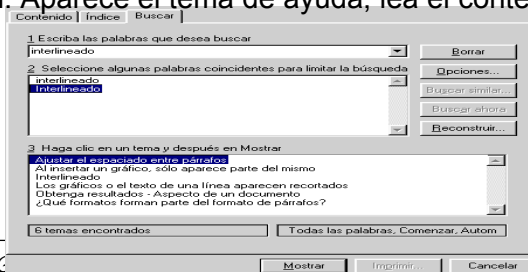 . Aparece el tema de ayuda, lea el conte
Contenido Índice Buscar
1 Escriba las palabras que desea buscar
interlineado
Borrar
2 Seleccione algunas palabras coincidentes para limitar la búsqueda
Opciones...
interlineado
Interlineado
Buscar similar...
Buscar ahora
Reconstruir...
3 Haga clic en un tema y después en Mostrar
Ajustar el espaciado entre párrafos
Al insertar un gráfico, sólo aparece parte del mismo
Interlineado
Los gráficos o el texto de una línea aparecen recortados
Obtenga resultados - Aspecto de un documento
¿Qué formatos forman parte del formato de párrafos?
6 temas encontrados
Todas las palabras, Comenzar, Autom
Mostrar Imprimir... Cancelar